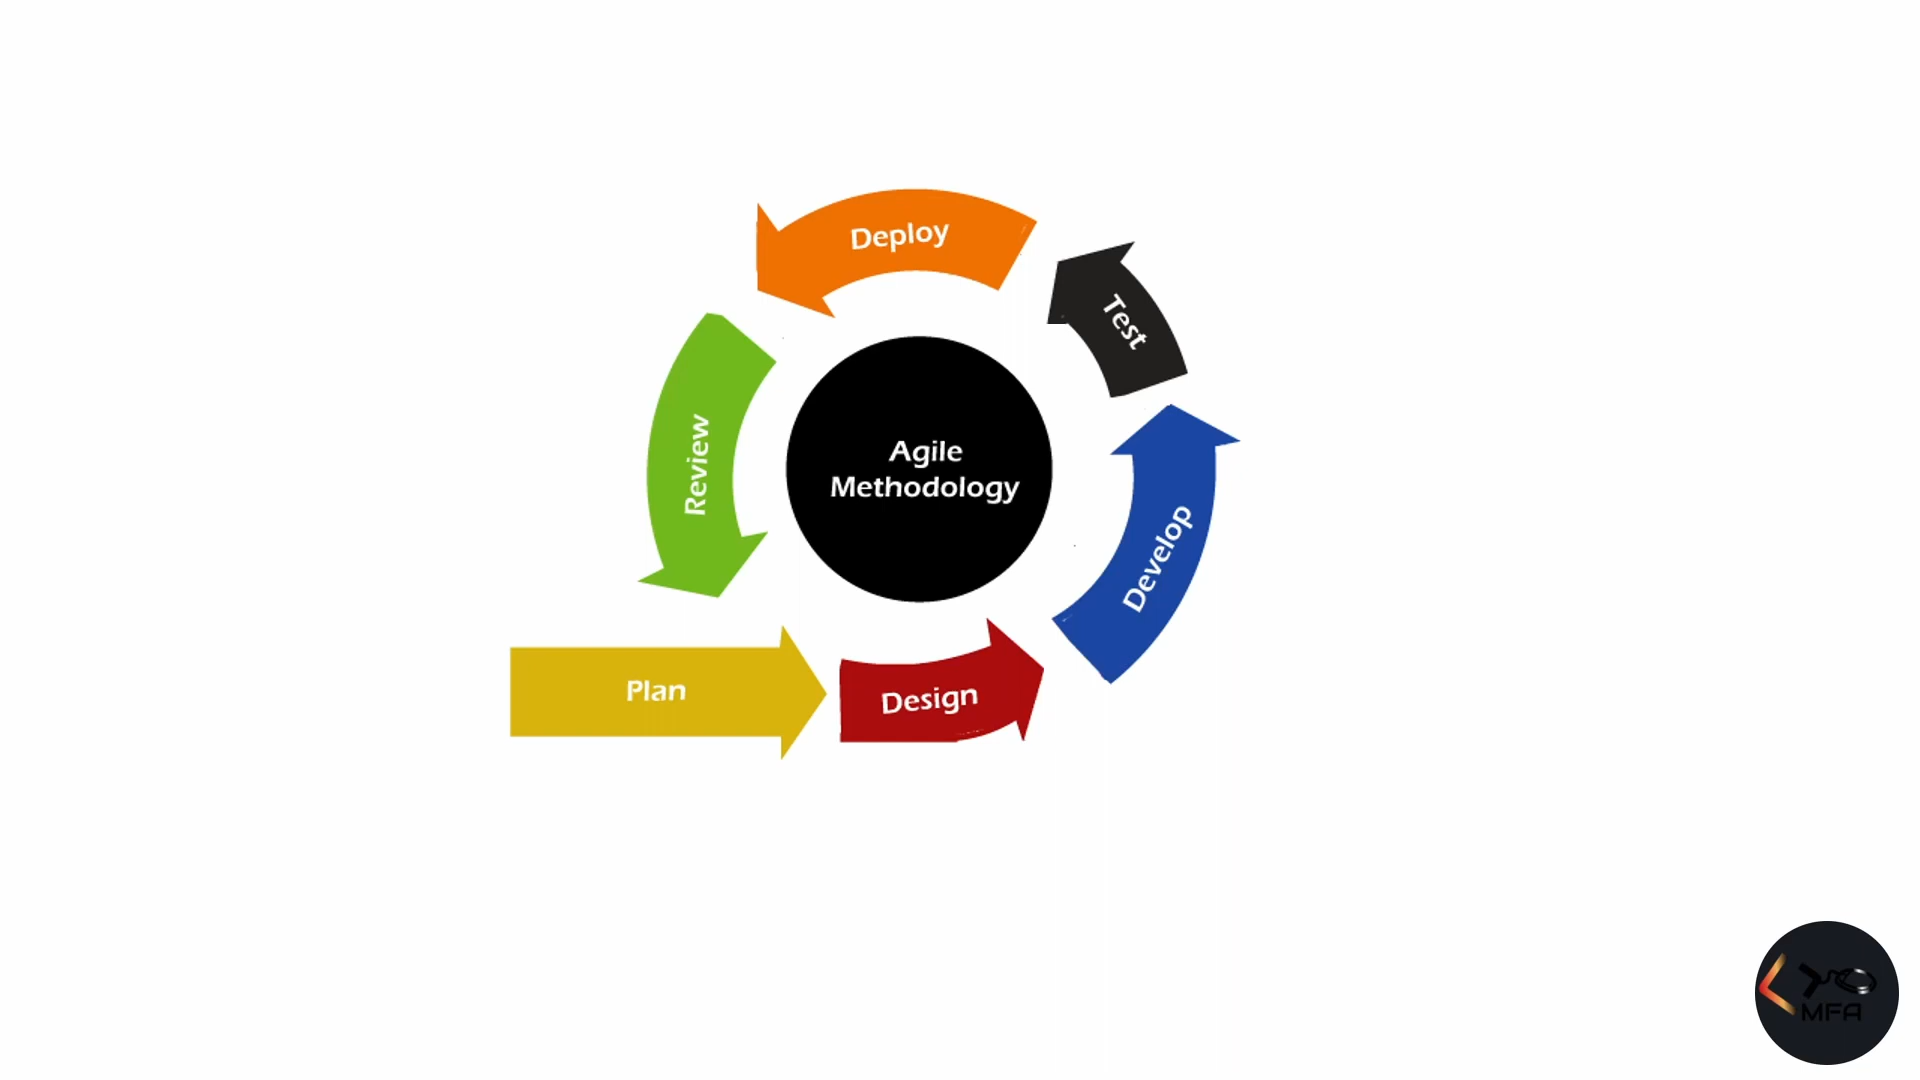 Deploy
Test
Review
Agile
Methodology
Develop
Plan
Design
MFA